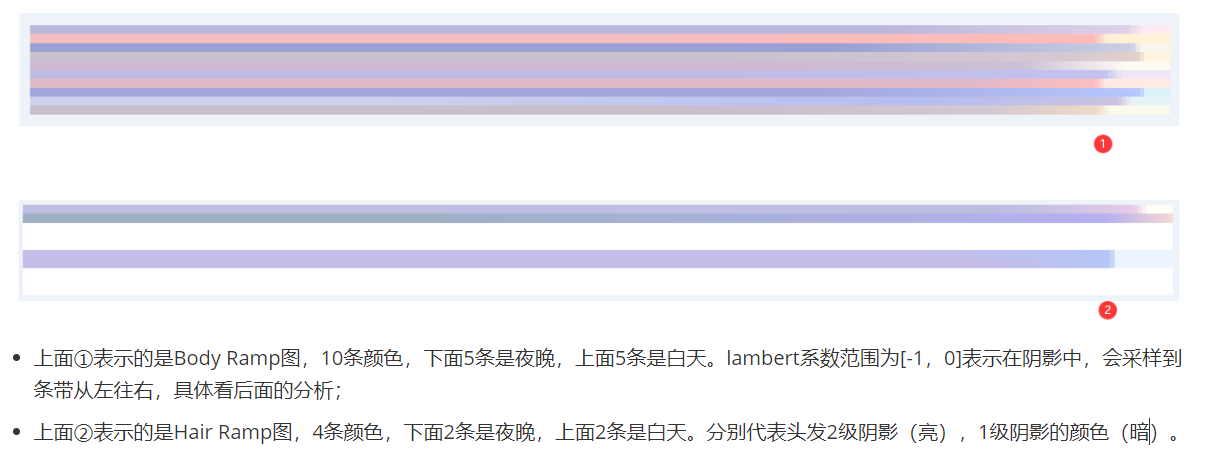 1
2
上面①表示的是Body Ramp图，10条颜色，下面5条是夜晚，上面5条是白天。lambert系数范围为[-1，0]表示在阴影中，会采样到
条带从左往右，具体看后面的分析；
上面②表示的是Hair Ramp图，4条颜色，下面2条是夜晚，上面2条是白天。分别代表头发2级阴影（亮），1级阴影的颜色（暗）。